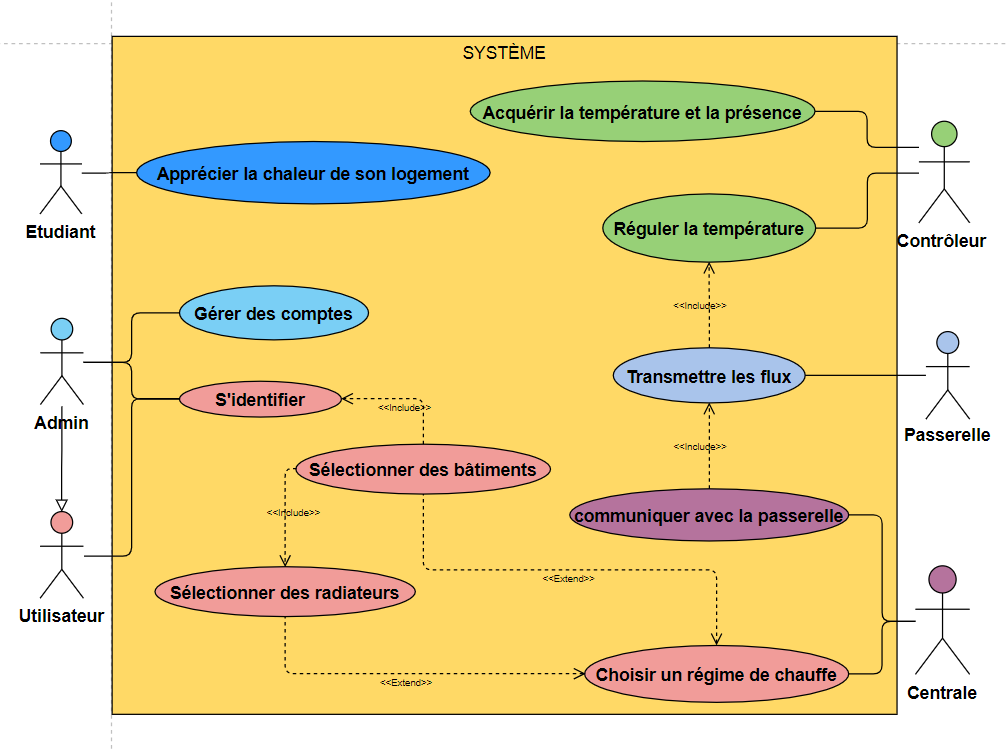 SYSTÈME
Acquérir la température et la présence
Apprécier la chaleur de son logement
Etudiant
Réguler la température
Contrôleur
<<Include>>
Gérer des comptes
Transmettre les flux
S'identifier
<<Include>>
Admin
Passerelle
<<Include>>
Sélectionner des bâtiments
<<Include>>
communiquer avec la passerelle
<<Extend>>
Sélectionner des radiateurs
Utilisateur
Choisir un régime de chauffe
<<Extend>>
Centrale